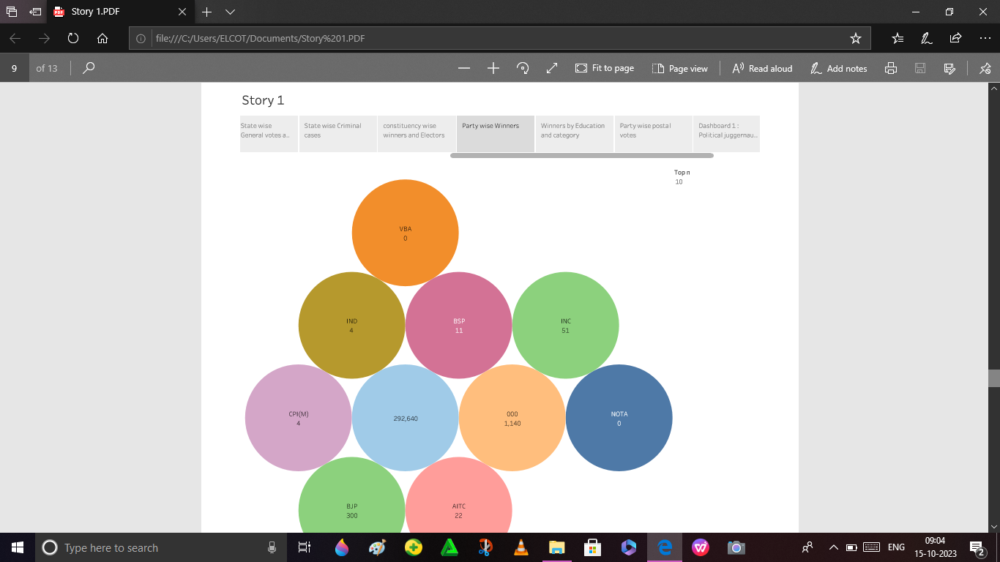 Story 1.PDF
file:///C:/Users/ELCOT/Documents/Story%201.PDF
9 of 13
Fit to page
Page view
Read aloud
Add notes
Story 1
State wise
General votes a..
State wise Criminal
cases
constituency wise
winners and Electors
Party wise Winners
Winners by Education
and category
Party wise postal
votes
Dashboard 1 :
Political juggernau..
Top n
10
VBA
0
IND
4
BSP
11
INC
51
CPI(M)
4
292,640
000
1,140
NOTA
0
BJP
300
AITC
22
Type here to search
ENG
09:04
15-10-2023
2